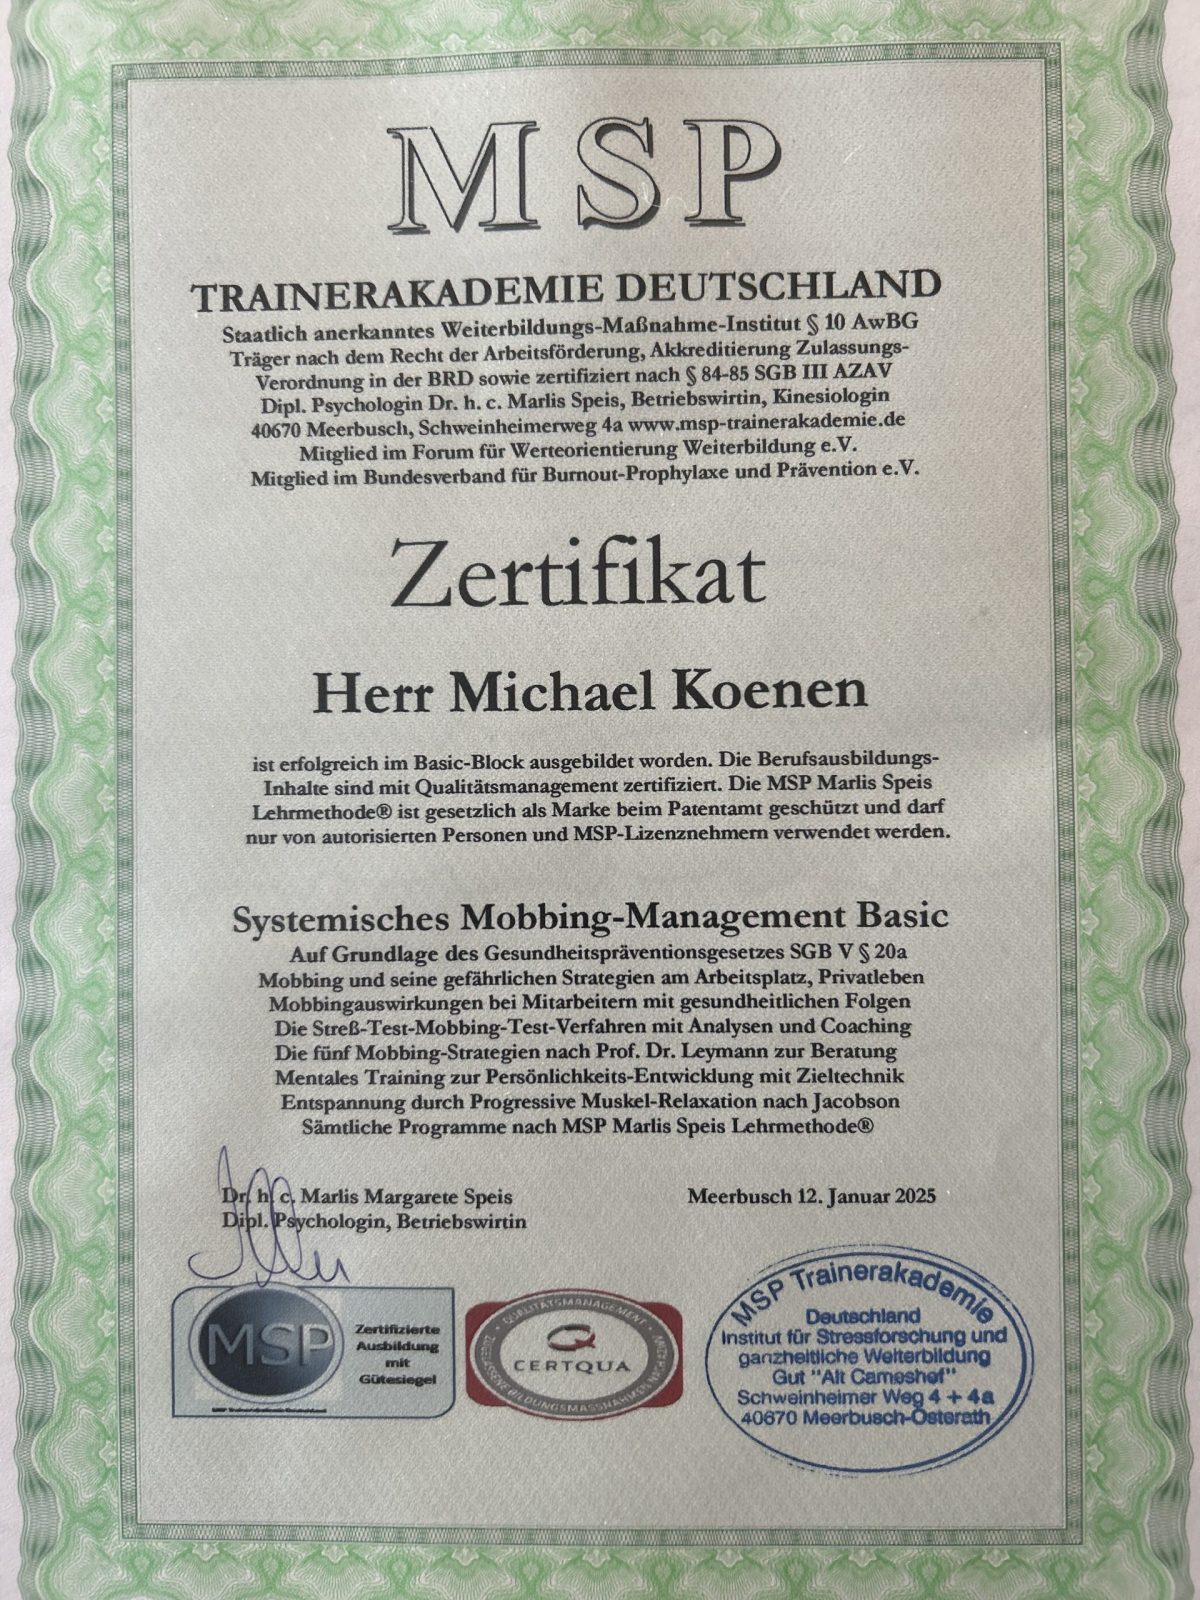 MSP
TRAINERAKADEMIE DEUTSCHLAND
Staatlich anerkanntes Weiterbildungs-Maßnahme-Institut § 10 AwBG
Träger nach dem Recht der Arbeitsförderung, Akkreditierung Zulassungs-
Verordnung in der BRD sowie zertifiziert nach § 84-85 SGB III AZAV
Dipl. Psychologin Dr. h. c. Marlis Speis, Betriebswirtin, Kinesiologin
40670 Meerbusch, Schweinheimerweg 4a www.msp-trainerakademie.de
Mitglied im Forum für Werteorientierung Weiterbildung e.V.
Mitglied im Bundesverband für Burnout-Prophylaxe und Prävention e.V.
Zertifikat
Herr Michael Koenen
ist erfolgreich im Basic-Block ausgebildet worden. Die Berufsausbildungs-
Inhalte sind mit Qualitätsmanagement zertifiziert. Die MSP Marlis Speis
Lehrmethode® ist gesetzlich als Marke beim Patentamt geschützt und darf
nur von autorisierten Personen und MSP-Lizenznehmern verwendet werden.
Systemisches Mobbing-Management Basic
Auf Grundlage des Gesundheitspräventionsgesetzes SGB V § 20a
Mobbing und seine gefährlichen Strategien am Arbeitsplatz, Privatleben
Mobbingauswirkungen bei Mitarbeitern mit gesundheitlichen Folgen
Die Streß-Test-Mobbing-Test-Verfahren mit Analysen und Coaching
Die fünf Mobbing-Strategien nach Prof. Dr. Leymann zur Beratung
Mentales Training zur Persönlichkeits-Entwicklung mit Zieltechnik
Entspannung durch Progressive Muskel-Relaxation nach Jacobson
Sämtliche Programme nach MSP Marlis Speis Lehrmethode®
Dr. h. c. Marlis Margarete Speis
Dipl. Psychologin, Betriebswirtin
Meerbusch 12. Januar 2025
MSP
Zertifizierte
Ausbildung
mit
Gütesiegel
MSP Trainerakademie Deutschland
QUALITÄTSMANAGEMENT
CERTQUA
ZUGELASSENE BILDUNGSMASSNAHMEN NACH
MSP Trainerakademie
Deutschland
Institut für Stressforschung und
ganzheitliche Weiterbildung
Gut "Alt Cameshof"
Schweinheimer Weg 4 + 4a
40670 Meerbusch-Osterath